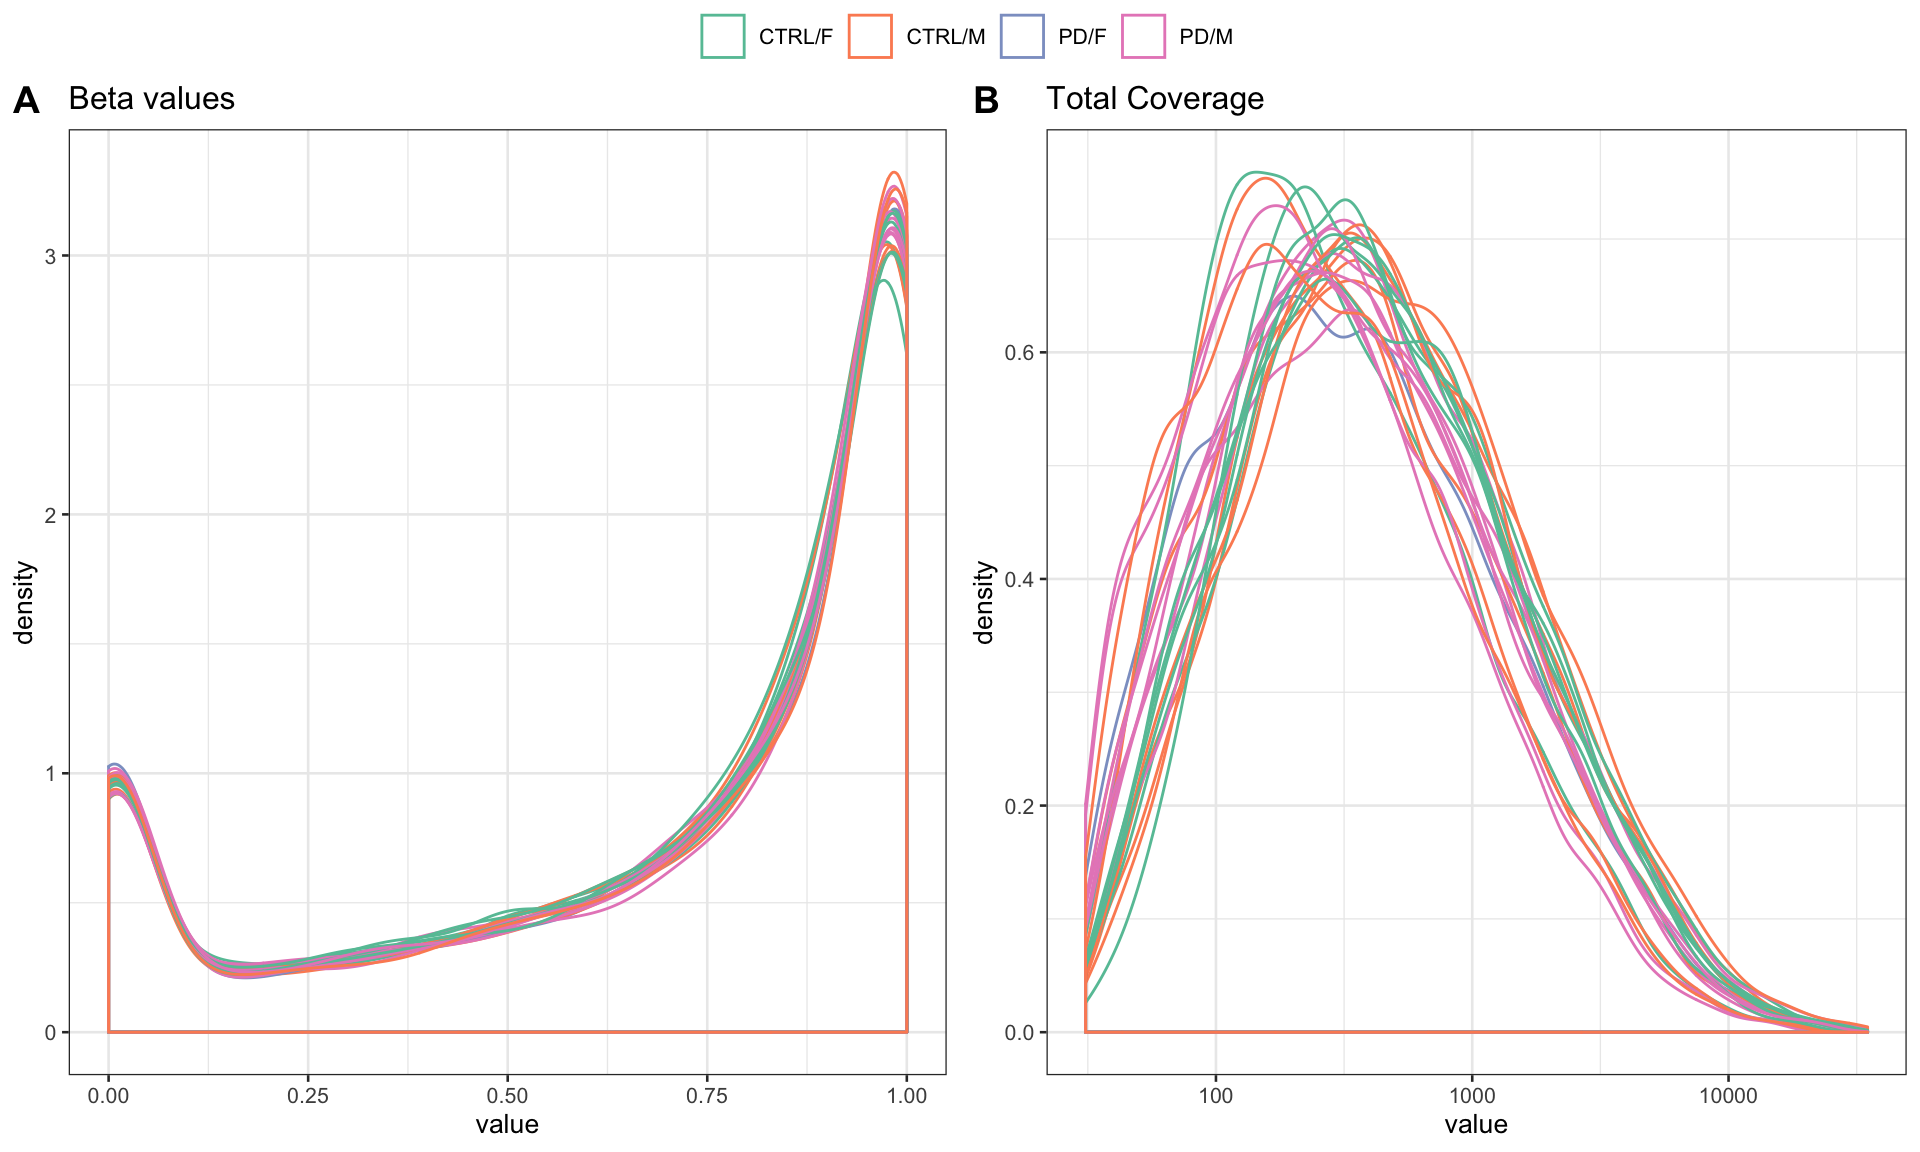 CTRL/F CTRL/M PD/F PD/M
A Beta values
B Total Coverage
density
3
2
1
0
0.00 0.25 0.50 0.75 1.00
value
density
0.6
0.4
0.2
0.0
100 1000 10000
value